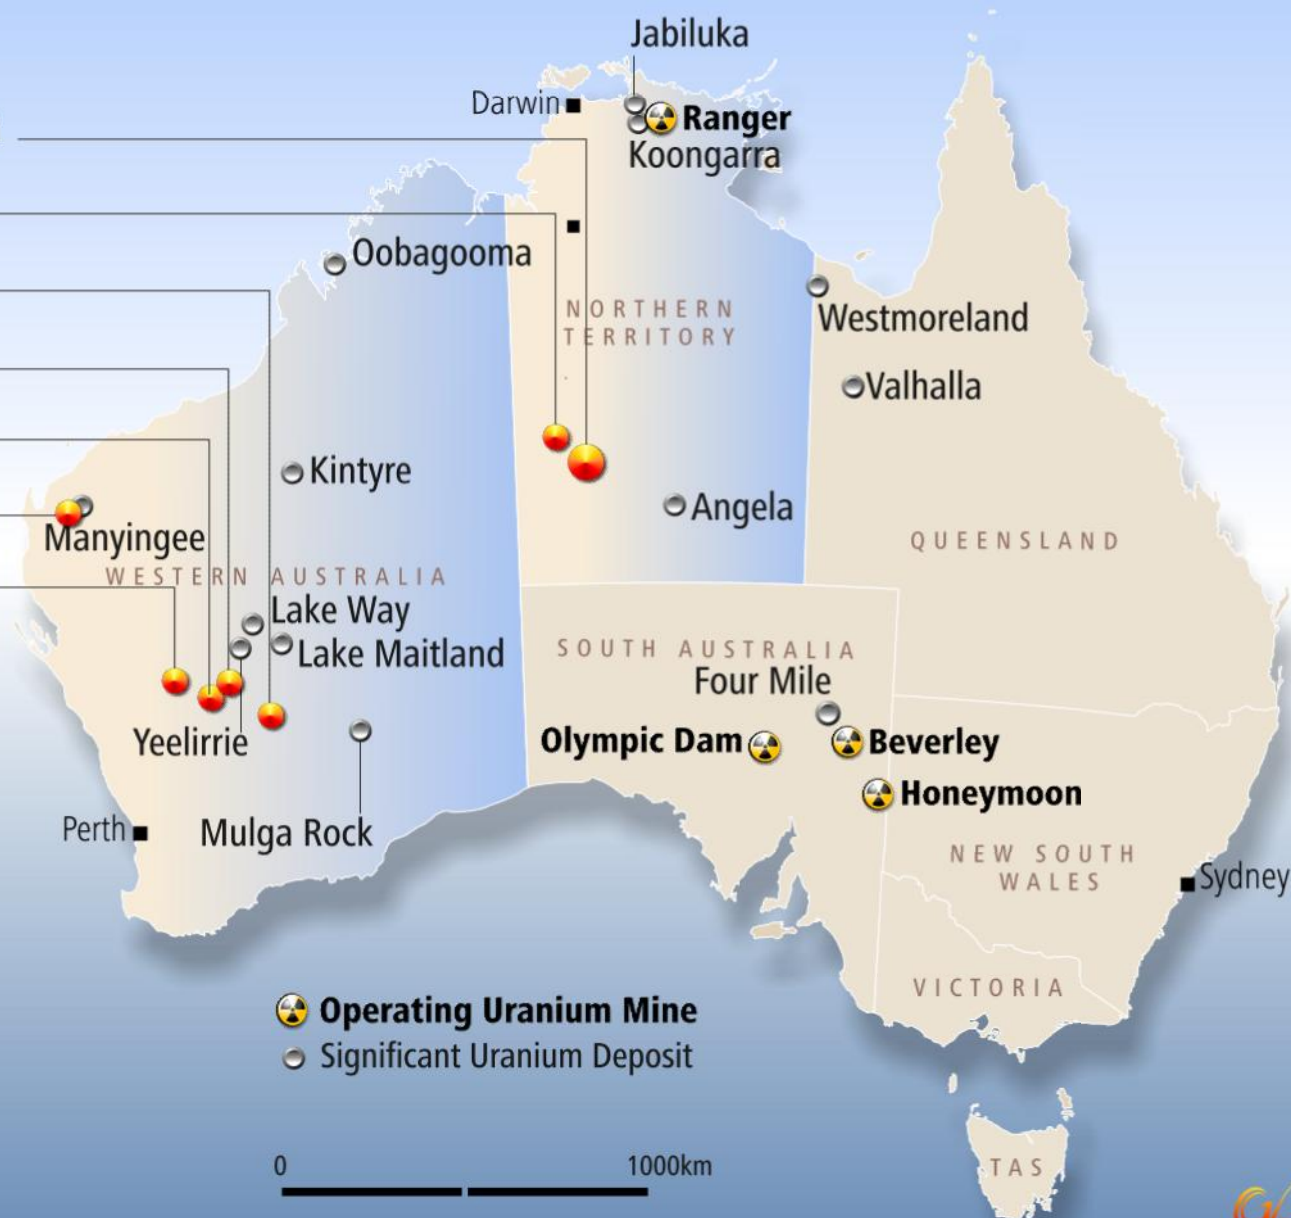 Jabiluka
Darwin
Ranger
Koongarra
Oobagooma
NORTHERN
TERRITORY
Westmoreland
Valhalla
Kintyre
Angela
Manyingee
QUEENSLAND
WESTERN AUSTRALIA
Lake Way
Lake Maitland
SOUTH AUSTRALIA
Four Mile
Yeelirrie
Olympic Dam
Beverley
Honeymoon
Perth
Mulga Rock
NEW SOUTH
WALES
Sydney
VICTORIA
Operating Uranium Mine
Significant Uranium Deposit
0
1000km
TAS